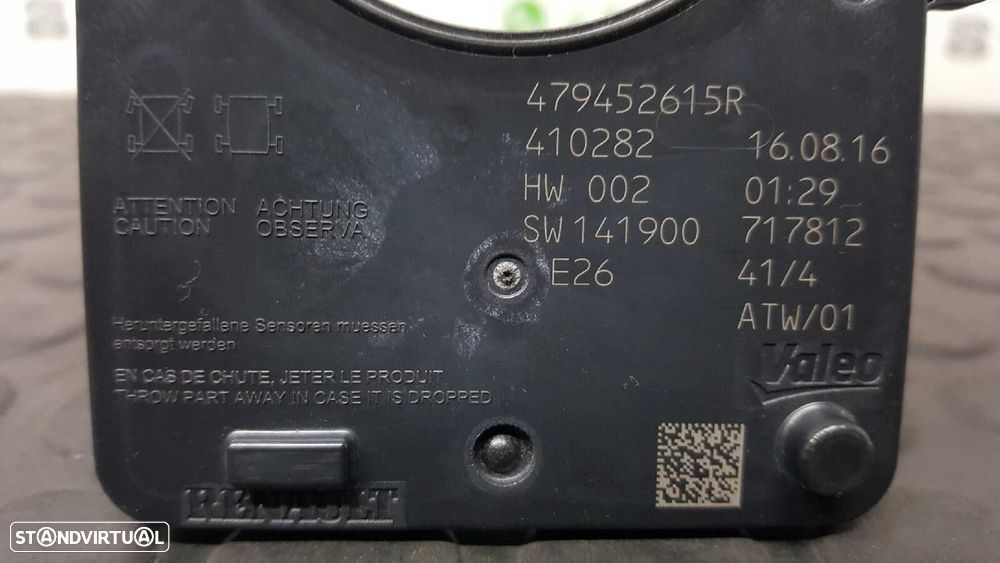 479452615R
410282 16.08.16
HW 002 01:29
SW 141900 717812
E26 41/4
ATW/01
ATTENTION ACHTUNG
CAUTION OBSERVA
Heruntergefallene Sensoren muessen
entsorgt werden
EN CAS DE CHUTE, JETER LE PRODUIT
THROW PART AWAY IN CASE IT IS DROPPED
Valeo
RENAULT
STANDVIRTUAL